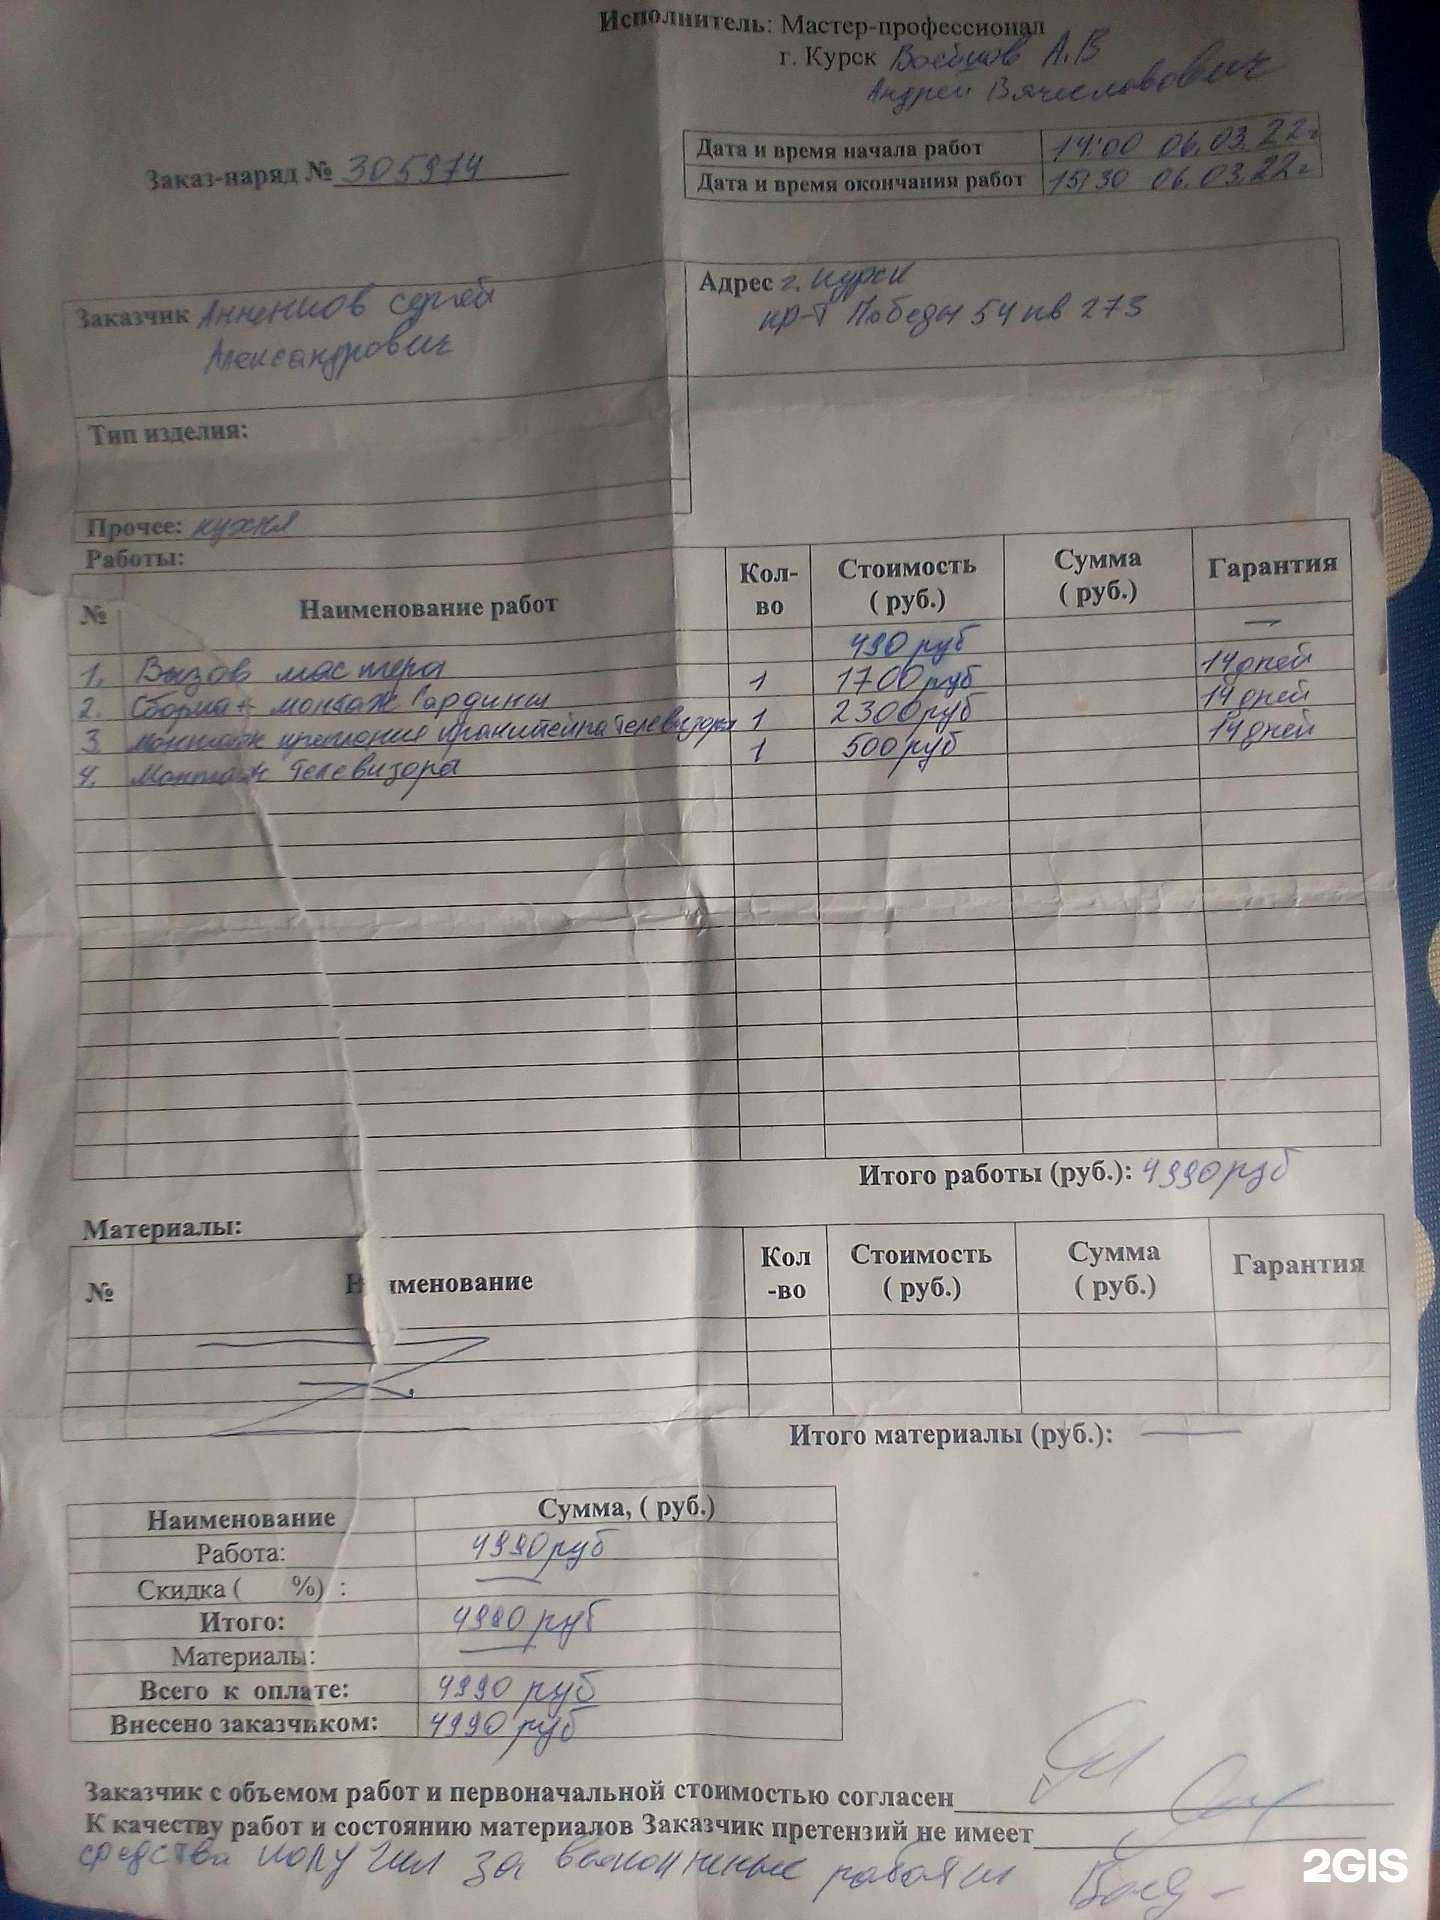 Исполнитель: Мастер-профессионал
г. Курск А.В
Андрей Вячеславович
Заказ-наряд № 305974
Дата и время начала работ 14:00 06.03.22г
Дата и время окончания работ 15:30 06.03.22г
Заказчик Сергей
Александрович
Адрес г. Курск
пр-т Победы 54 кв 273
Тип изделия:
Прочее: кухня
Работы:
№ Наименование работ Кол-во Стоимость ( руб.) Сумма ( руб.) Гарантия
1. Вызов мастера 490 руб —
2. Сборка + монтаж Гардины 1 1700 руб 14 дней
3. монтаж крепление кранштейна телевизора 1 2300 руб 14 дней
4. Монтаж телевизора 1 500 руб 14 дней
Итого работы (руб.): 4990 руб
Материалы:
№ Наименование Кол-во Стоимость ( руб.) Сумма ( руб.) Гарантия
Итого материалы (руб.): —
Наименование Сумма, ( руб.)
Работа: 4990 руб
Скидка ( %) : —
Итого: 4990 руб
Материалы: —
Всего к оплате: 4990 руб
Внесено заказчиком: 4990 руб
Заказчик с объемом работ и первоначальной стоимостью согласен
К качеству работ и состоянию материалов Заказчик претензий не имеет
средства получил за выполненные работы
2GIS